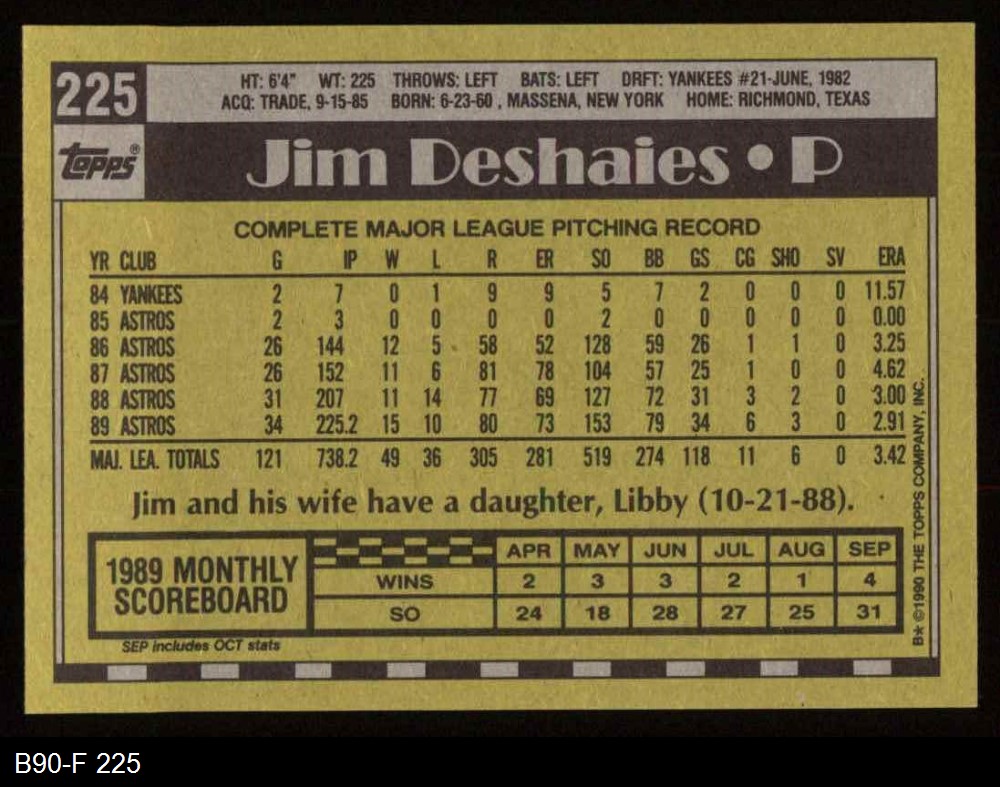 225
HT: 6'4" WT: 225 THROWS: LEFT BATS: LEFT DRFT: YANKEES #21-JUNE, 1982
ACQ: TRADE, 9-15-85 BORN: 6-23-60 , MASSENA, NEW YORK HOME: RICHMOND, TEXAS
Topps®
Jim Deshaies • P
COMPLETE MAJOR LEAGUE PITCHING RECORD
YR CLUB G IP W L R ER SO BB GS CG SHO SV ERA
84 YANKEES 2 7 0 1 9 9 5 7 2 0 0 0 11.57
85 ASTROS 2 3 0 0 0 0 2 0 0 0 0 0 0.00
86 ASTROS 26 144 12 5 58 52 128 59 26 1 1 0 3.25
87 ASTROS 26 152 11 6 81 78 104 57 25 1 0 0 4.62
88 ASTROS 31 207 11 14 77 69 127 72 31 3 2 0 3.00
89 ASTROS 34 225.2 15 10 80 73 153 79 34 6 3 0 2.91
MAJ. LEA. TOTALS 121 738.2 49 36 305 281 519 274 118 11 6 0 3.42
Jim and his wife have a daughter, Libby (10-21-88).
1989 MONTHLY
SCOREBOARD
APR MAY JUN JUL AUG SEP
WINS 2 3 3 2 1 4
SO 24 18 28 27 25 31
SEP includes OCT stats
B★ ©1990 THE TOPPS COMPANY, INC.
B90-F 225